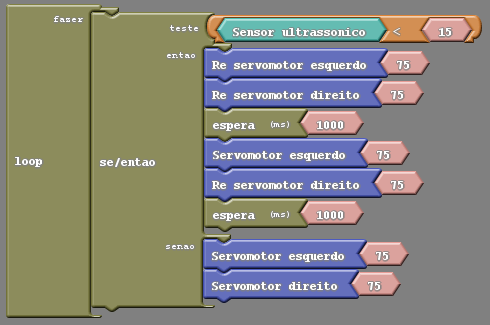 faser
teste Sensor ultrassonico < 15
entao
Re servomotor esquerdo 75
Re servomotor direito 75
espera (ms) 1000
loop se/entao Servomotor esquerdo 75
Re servomotor direito 75
espera (ms) 1000
senao
Servomotor esquerdo 75
Servomotor direito 75